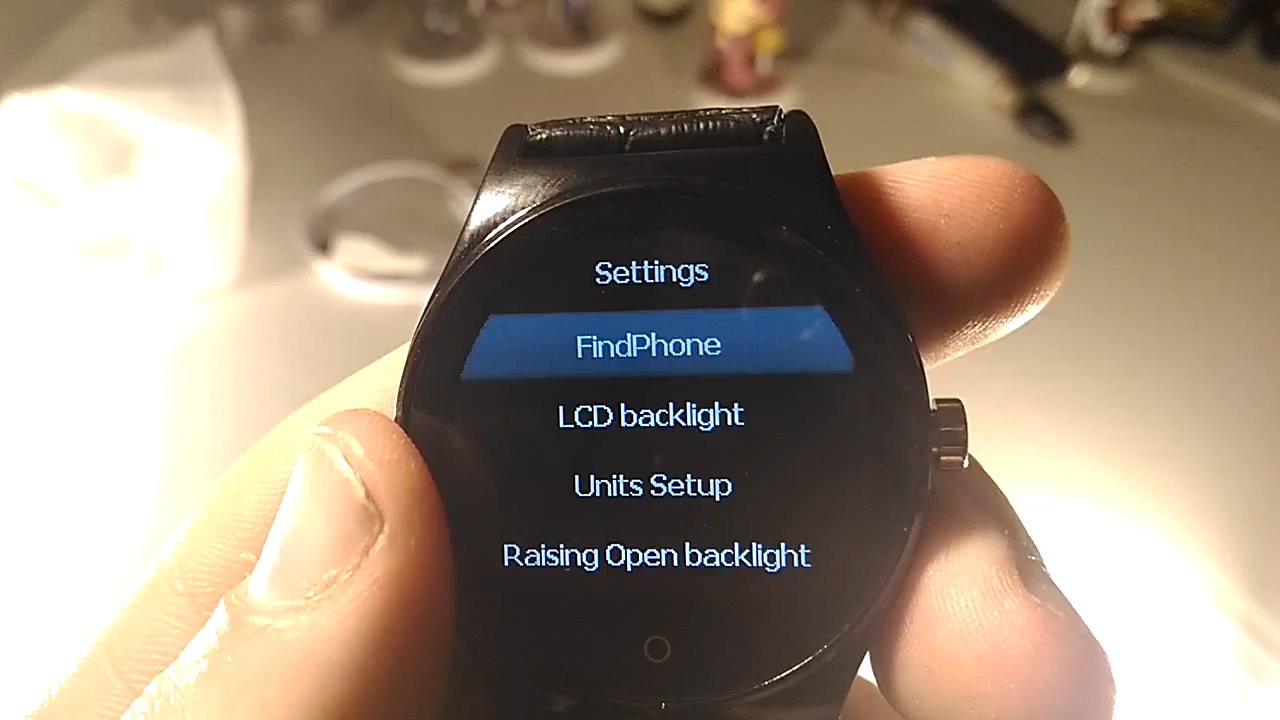 Settings
FindPhone
LCD backlight
Units Setup
Raising Open backlight